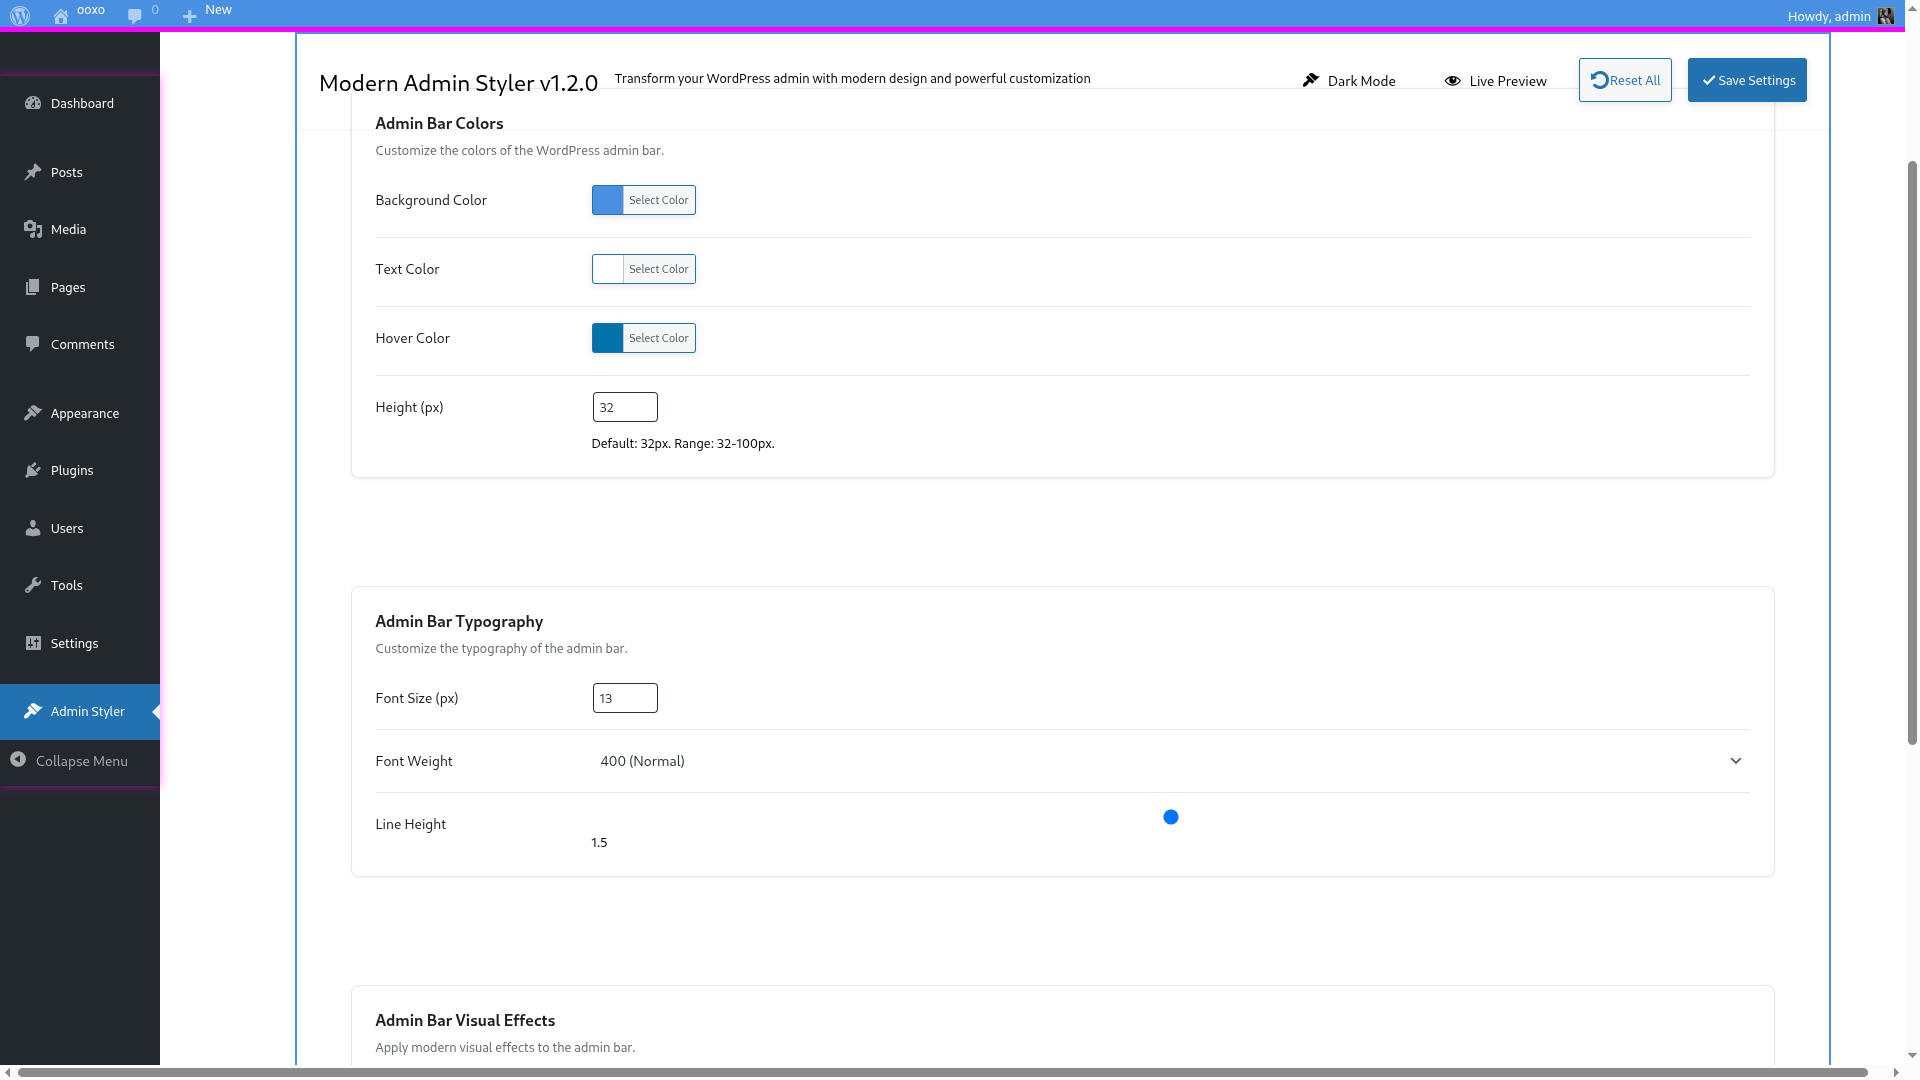 ooxo
0
New
Howdy, admin
Modern Admin Styler v1.2.0
Transform your WordPress admin with modern design and powerful customization
Dark Mode
Live Preview
Reset All
Save Settings
Dashboard
Posts
Media
Pages
Comments
Appearance
Plugins
Users
Tools
Settings
Admin Styler
Collapse Menu
Admin Bar Colors
Customize the colors of the WordPress admin bar.
Background Color
Select Color
Text Color
Select Color
Hover Color
Select Color
Height (px)
32
Default: 32px. Range: 32-100px.
Admin Bar Typography
Customize the typography of the admin bar.
Font Size (px)
13
Font Weight
400 (Normal)
Line Height
1.5
Admin Bar Visual Effects
Apply modern visual effects to the admin bar.